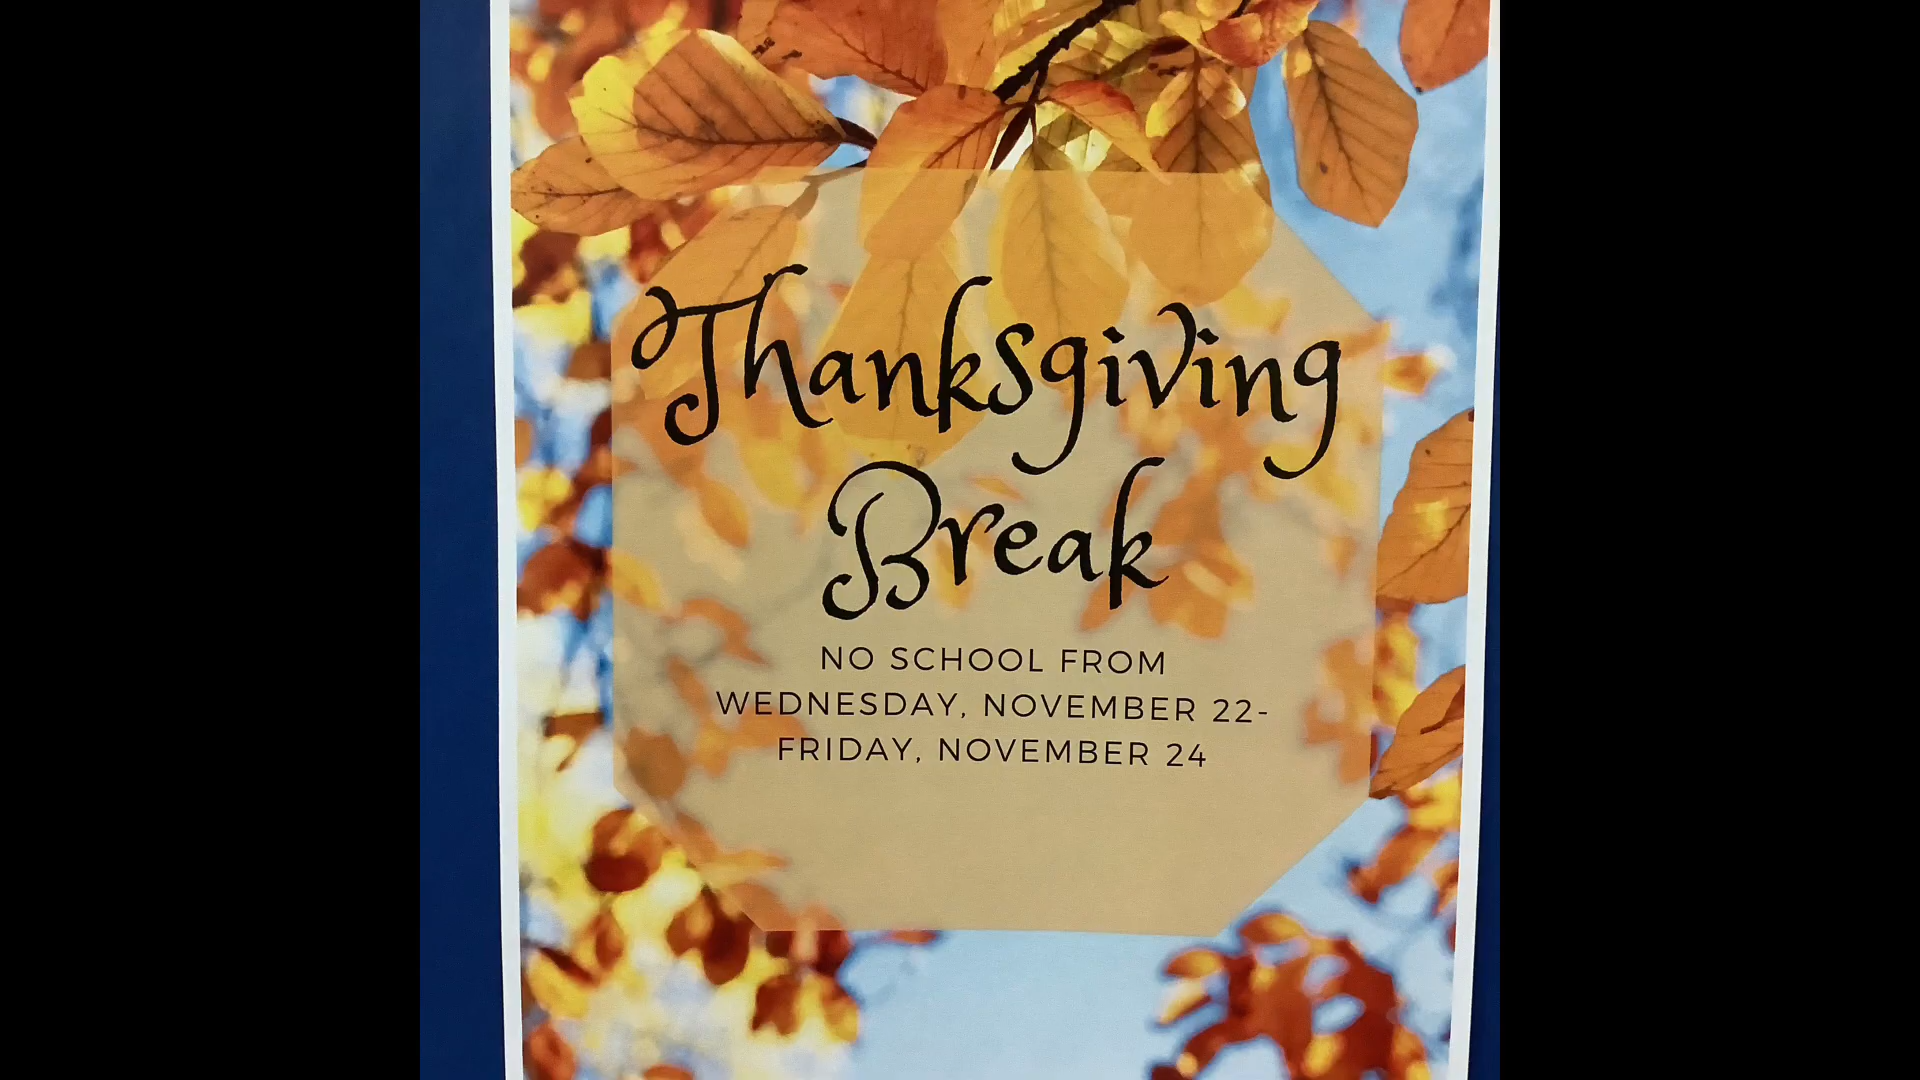 Thanksgiving
Break
NO SCHOOL FROM
WEDNESDAY, NOVEMBER 22-
FRIDAY, NOVEMBER 24